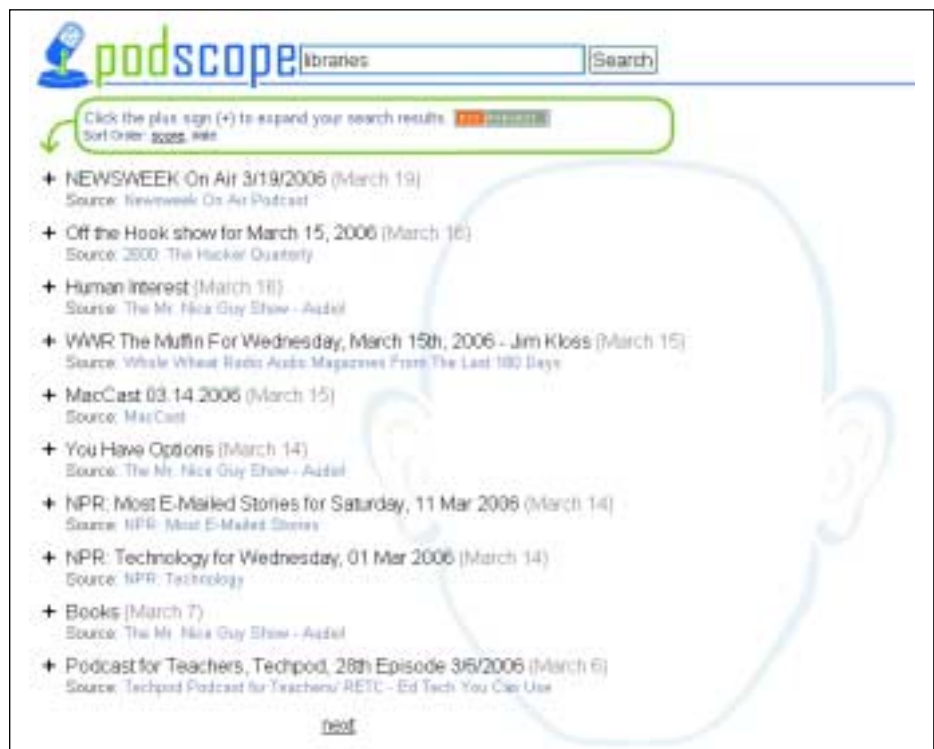 podscope libraries Search
Click the plus sign (+) to expand your search results.
Sort Order: score, date
+ NEWSWEEK On Air 3/19/2006 (March 19)
Source: Newsweek On Air Podcast
+ Off the Hook show for March 15, 2006 (March 16)
Source: 2600: The Hacker Quarterly
+ Human Interest (March 16)
Source: The Mr. Nice Guy Show - Audio!
+ WWR The Muffin For Wednesday, March 15th, 2006 - Jim Kloss (March 15)
Source: Whole Wheat Radio Audio Magazines From The Last 180 Days
+ MacCast 03.14.2006 (March 15)
Source: MacCast
+ You Have Options (March 14)
Source: The Mr. Nice Guy Show - Audio!
+ NPR: Most E-Mailed Stories for Saturday, 11 Mar 2006 (March 14)
Source: NPR: Most E-Mailed Stories
+ NPR: Technology for Wednesday, 01 Mar 2006 (March 14)
Source: NPR: Technology
+ Books (March 7)
Source: The Mr. Nice Guy Show - Audio!
+ Podcast for Teachers, Techpod, 28th Episode 3/6/2006 (March 6)
Source: Techpod Podcast for Teachers/ RETC - Ed Tech You Can Use
next